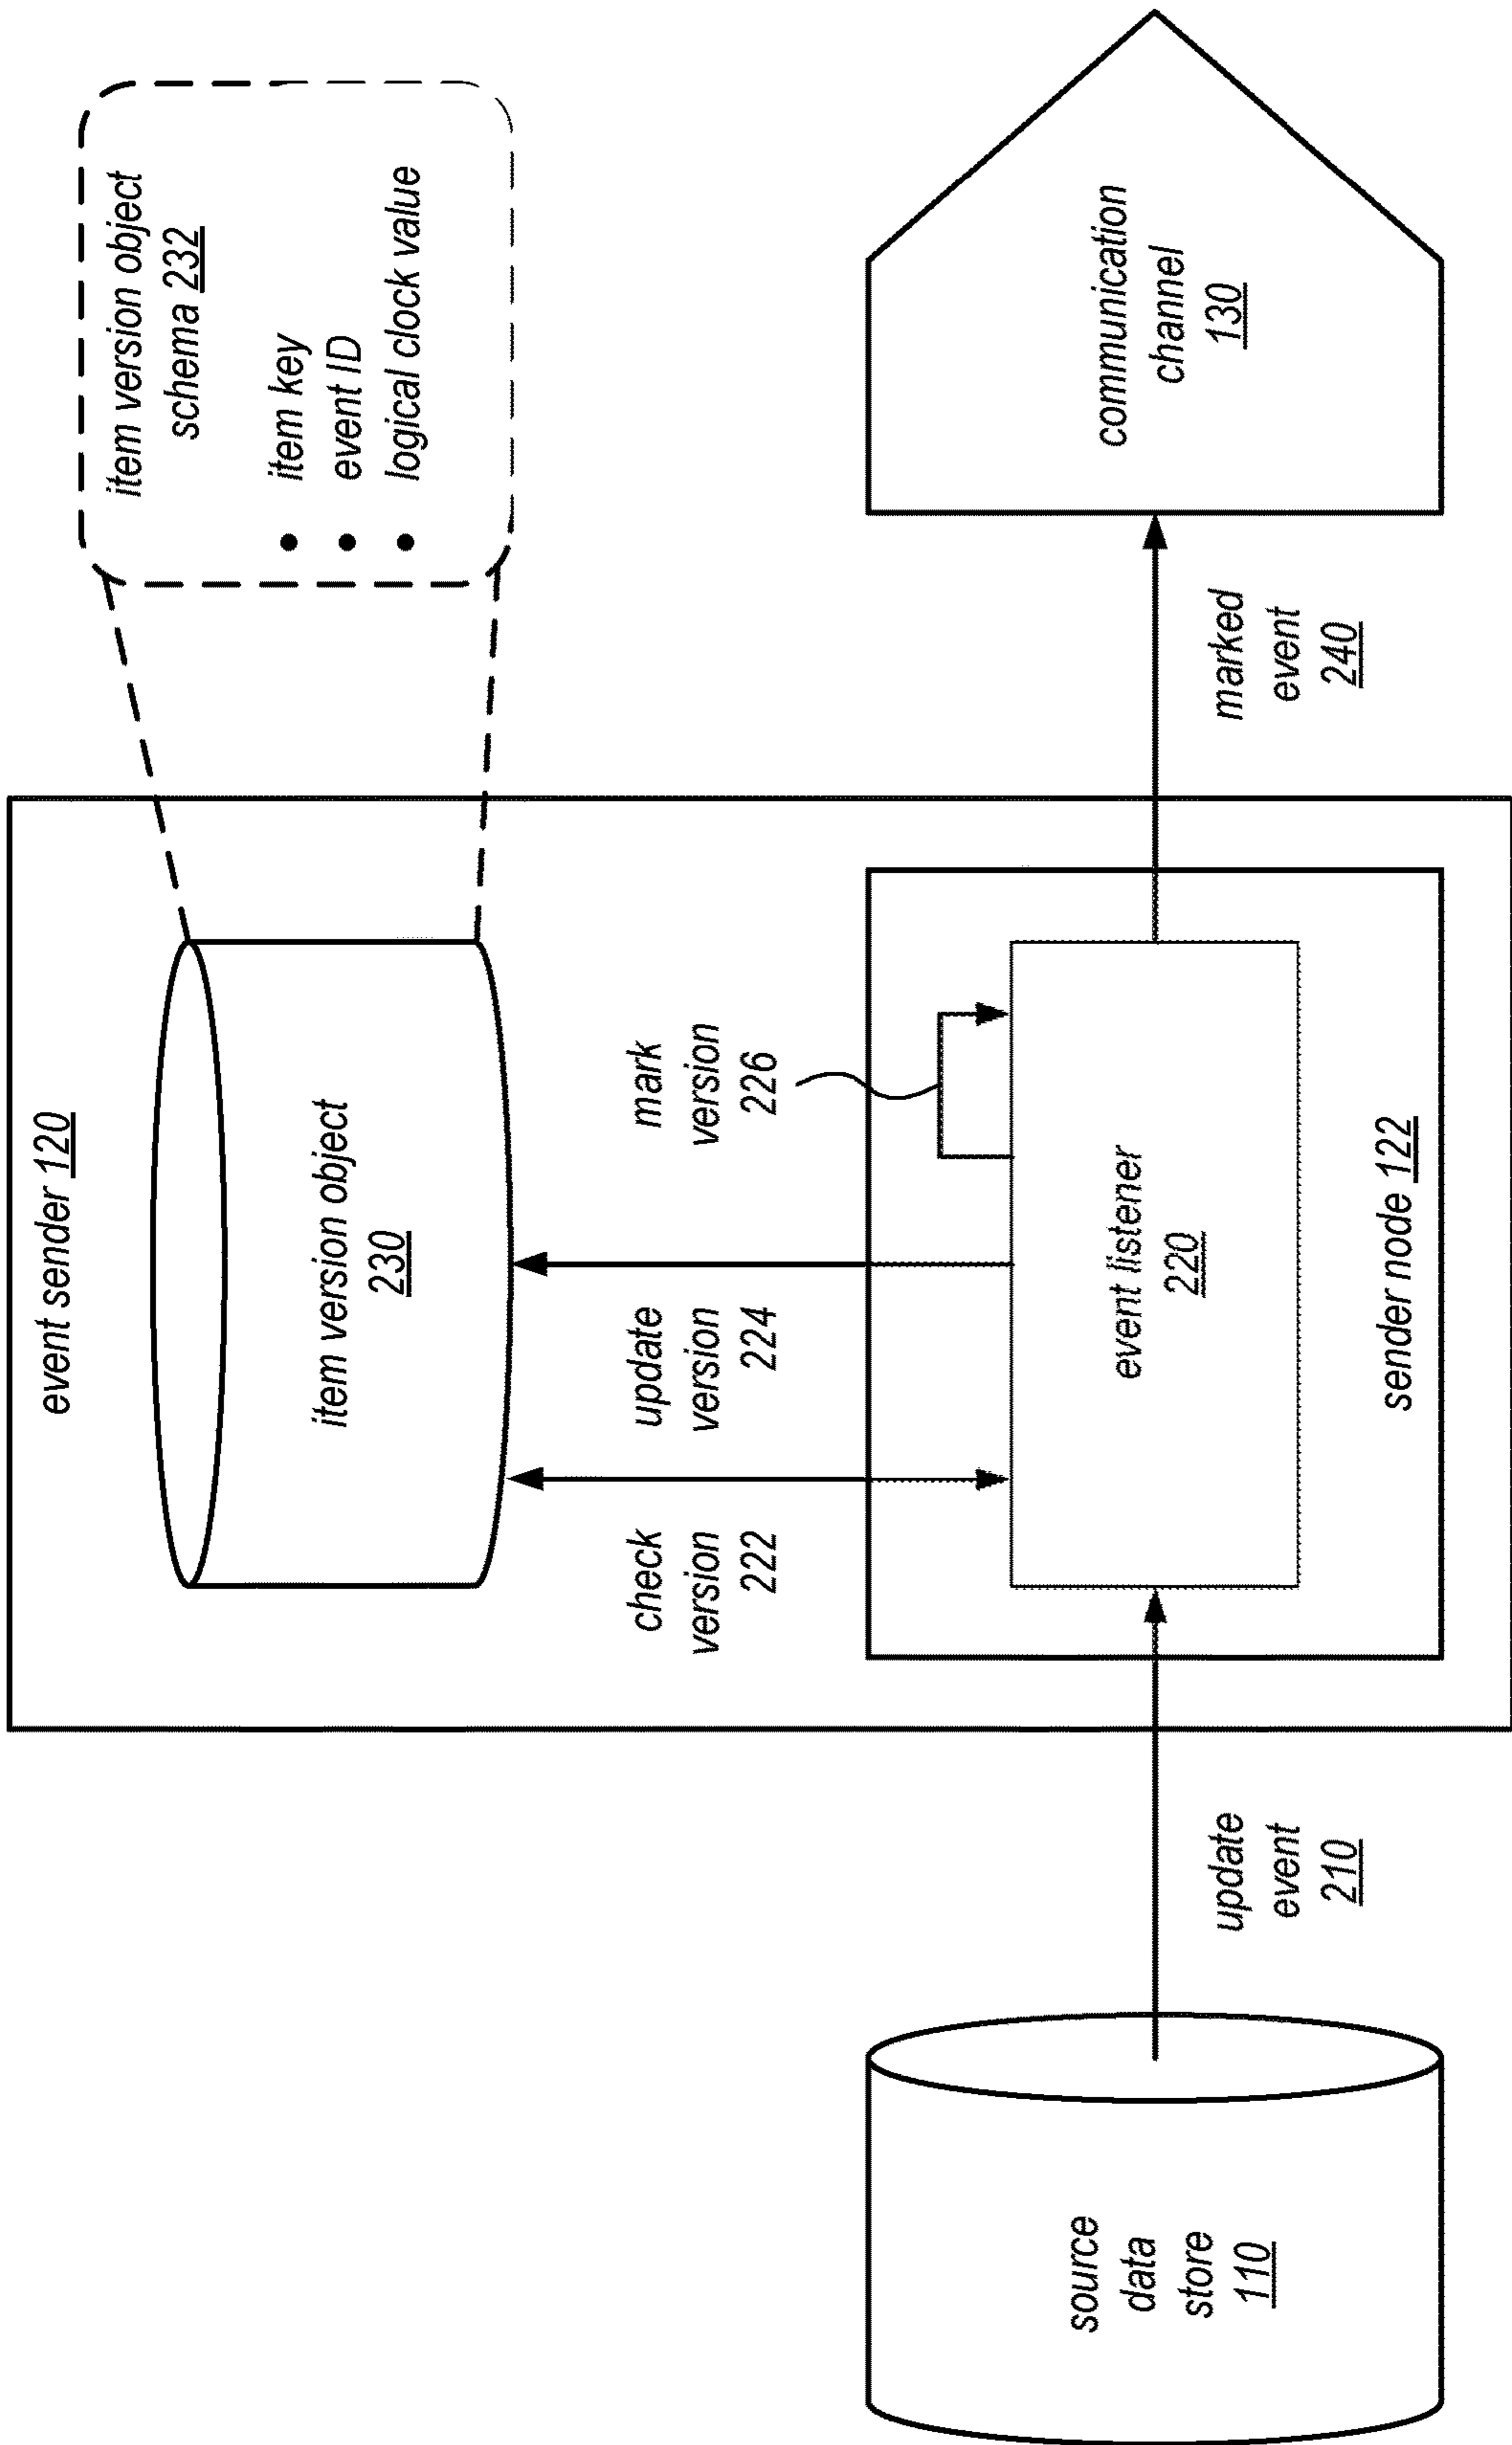 event sender 120
item version object
schema 232
• item key
• event ID
• logical clock value
item version object
230
check
version
222
update
version
224
mark
version
226
source
data
store
110
update
event
210
event listener
220
sender node 122
marked
event
240
communication
channel
130